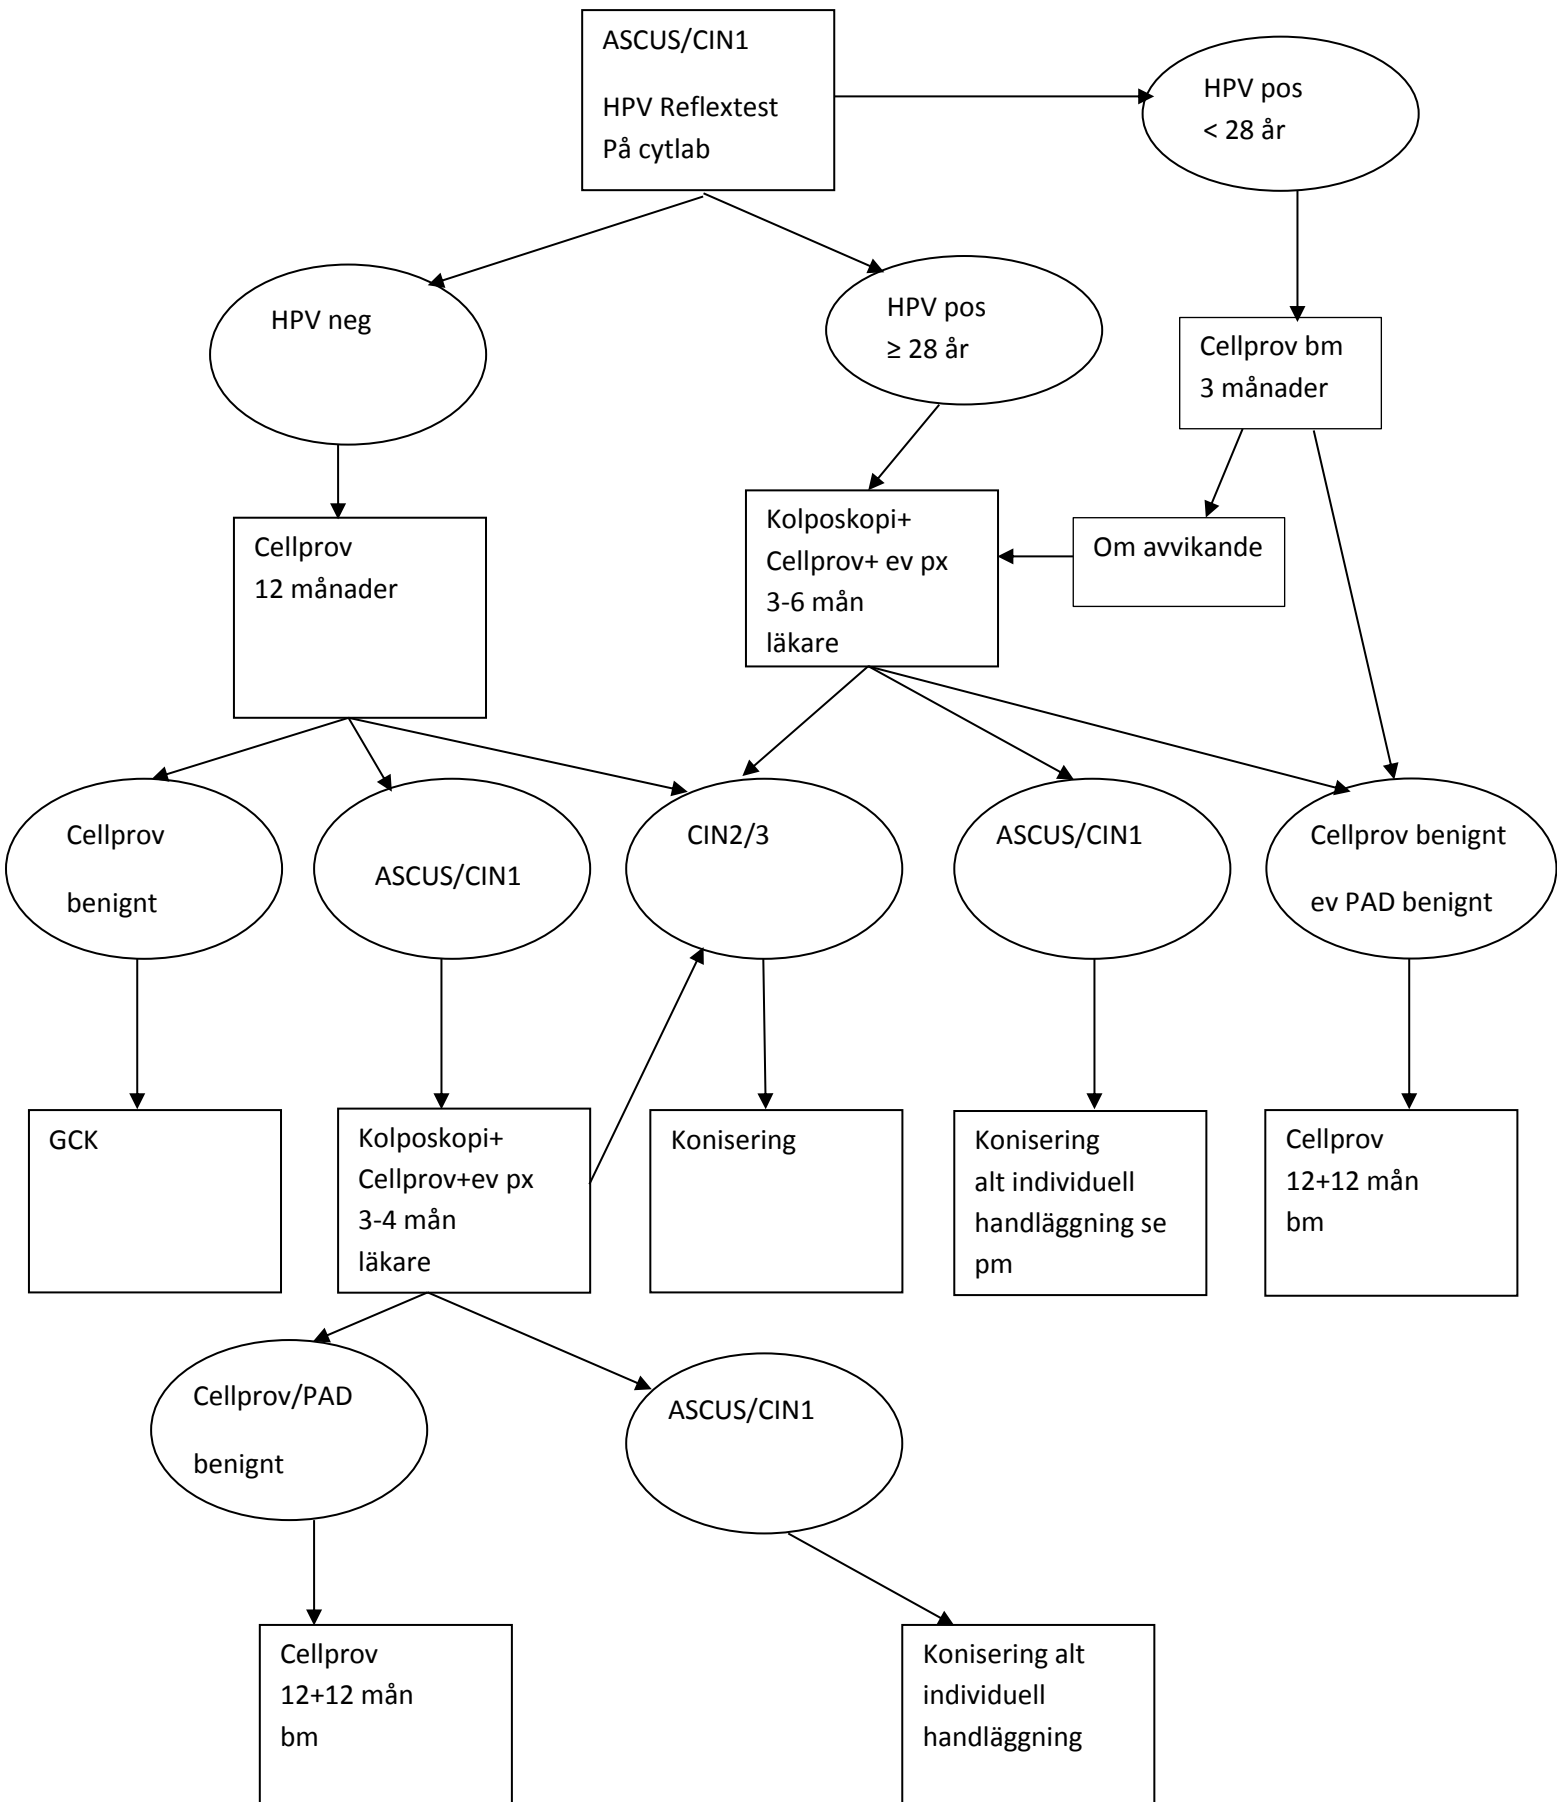 ASCUS/CIN1
HPV Reflextest
På cytlab
HPV pos
< 28 år
HPV neg
HPV pos
≥ 28 år
Cellprov bm
3 månader
Cellprov
12 månader
Kolposkopi+
Cellprov+ ev px
3-6 mån
läkare
Om avvikande
Cellprov
benignt
ASCUS/CIN1
CIN2/3
ASCUS/CIN1
Cellprov benignt
ev PAD benignt
GCK
Kolposkopi+
Cellprov+ev px
3-4 mån
läkare
Konisering
Konisering
alt individuell
handläggning se
pm
Cellprov
12+12 mån
bm
Cellprov/PAD
benignt
ASCUS/CIN1
Cellprov
12+12 mån
bm
Konisering alt
individuell
handläggning